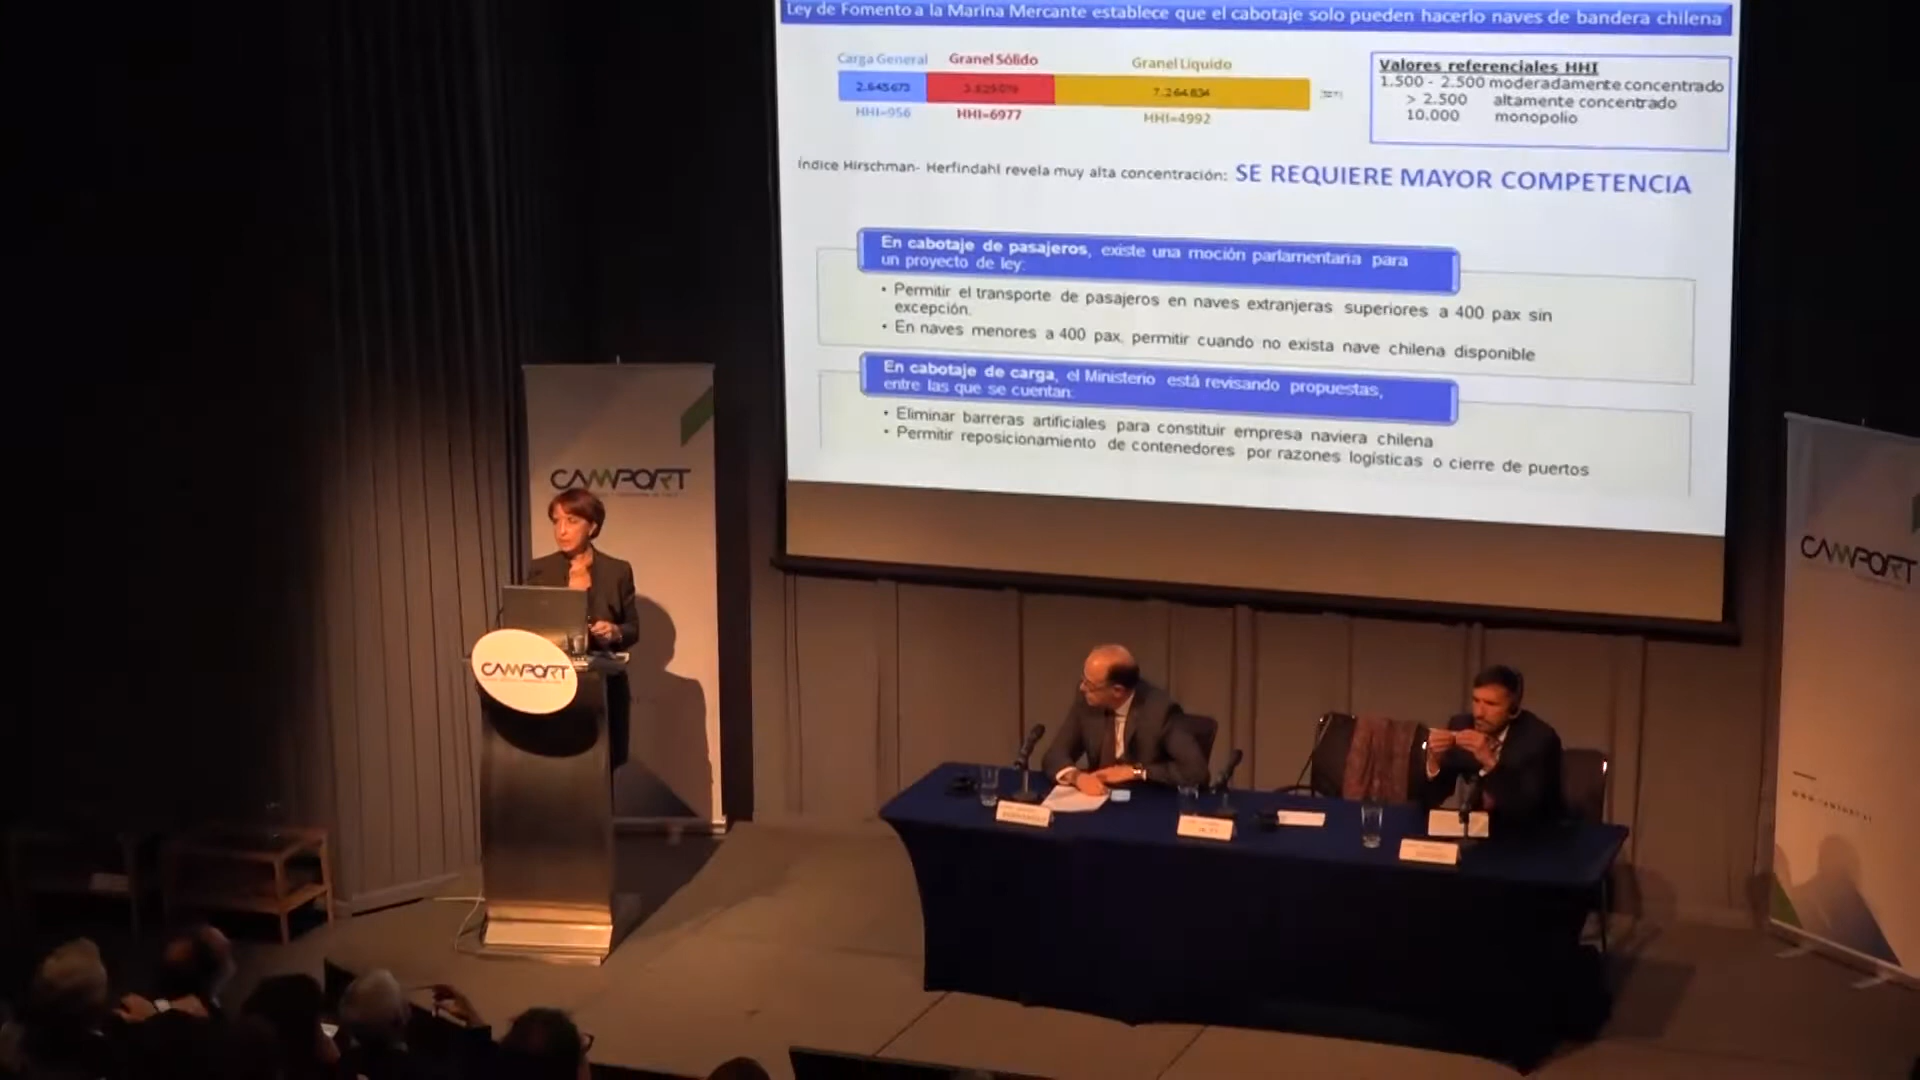 Ley de Fomento a la Marina Mercante establece que el cabotaje solo pueden hacerlo naves de bandera chilena
Carga General Granel Sólido Granel Líquido
2.645.673 7.264.834
HHI=956 HHI=6977 HHI=4992
Valores referenciales HHI
1.500 - 2.500 moderadamente concentrado
> 2.500 altamente concentrado
10.000 monopolio
Índice Hirschman- Herfindahl revela muy alta concentración: SE REQUIERE MAYOR COMPETENCIA
En cabotaje de pasajeros, existe una moción parlamentaria para
un proyecto de ley:
• Permitir el transporte de pasajeros en naves extranjeras superiores a 400 pax sin
excepción.
• En naves menores a 400 pax, permitir cuando no exista nave chilena disponible
En cabotaje de carga, el Ministerio está revisando propuestas,
entre las que se cuentan:
• Eliminar barreras artificiales para constituir empresa naviera chilena
• Permitir reposicionamiento de contenedores por razones logísticas o cierre de puertos
CAMPORT
CAMPORT
CAMPORT